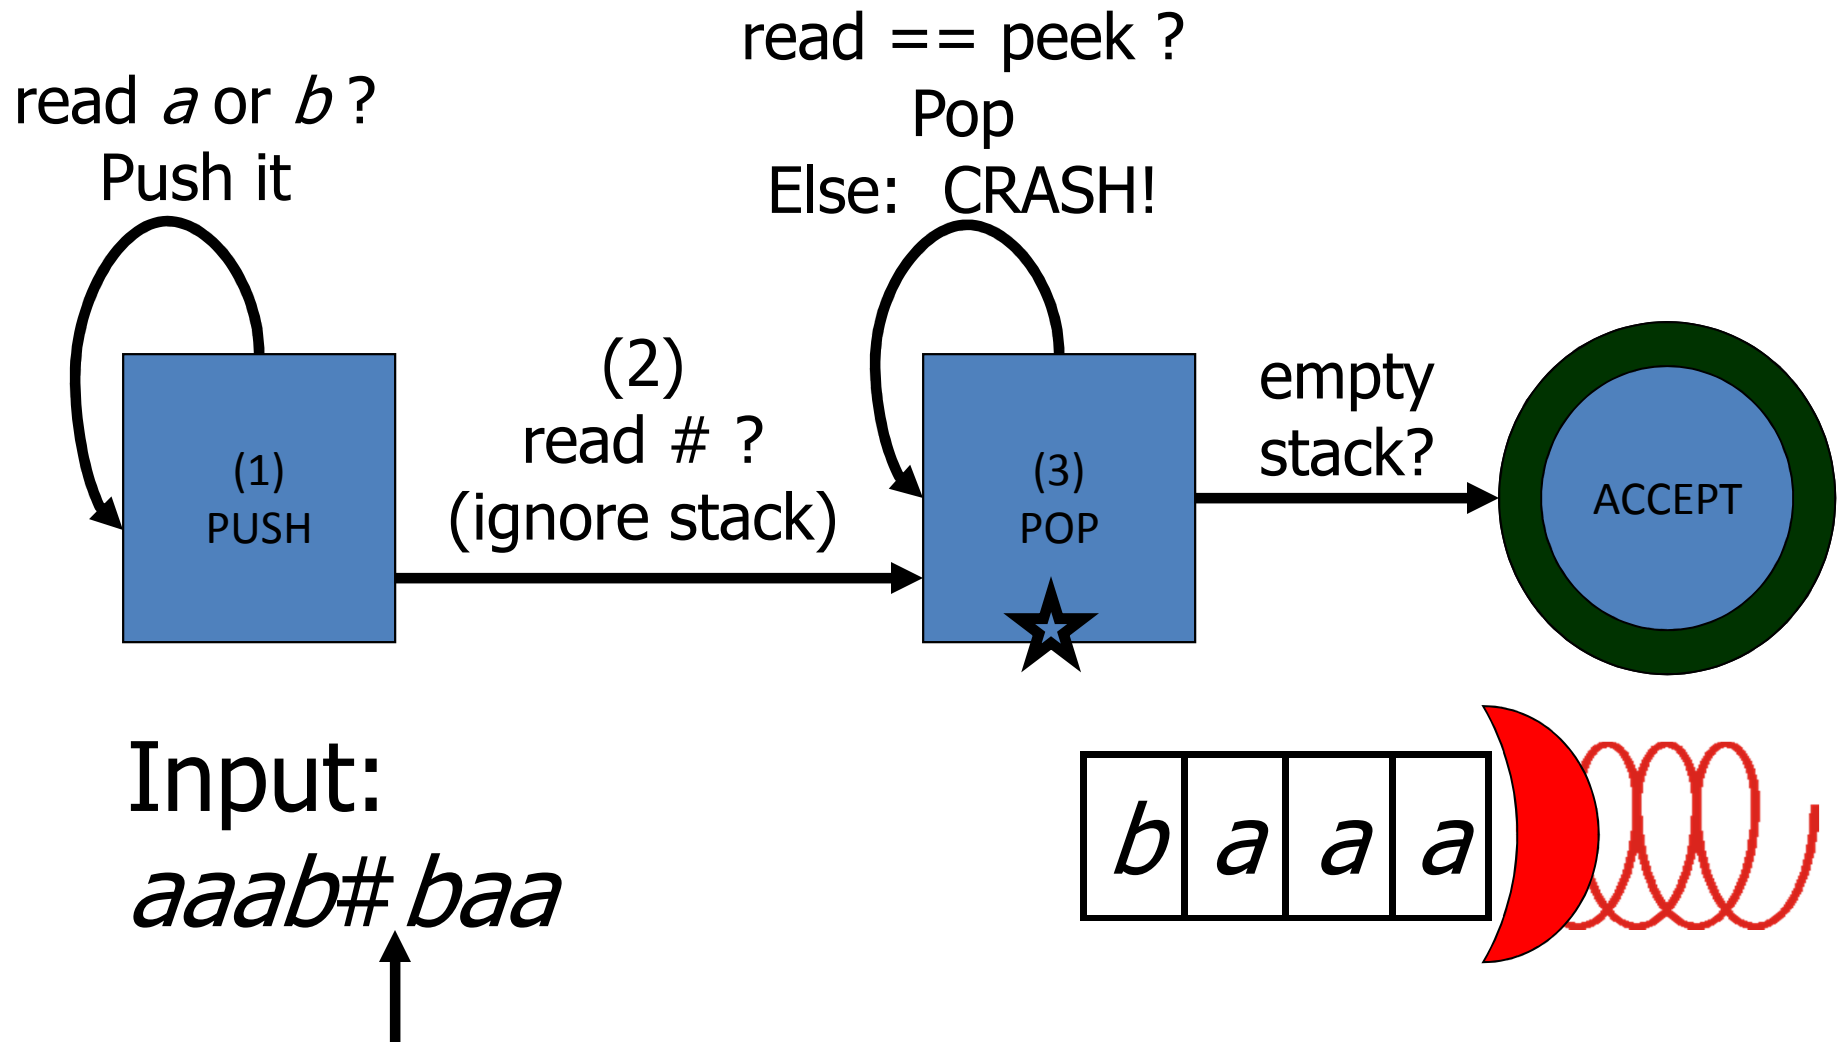 read == peek ?
Pop
Else: CRASH!
read a or b ?
Push it
(2)
read # ?
(ignore stack)
empty
stack?
(1)
PUSH
(3)
POP
ACCEPT
Input:
aaab#baa
b a a a